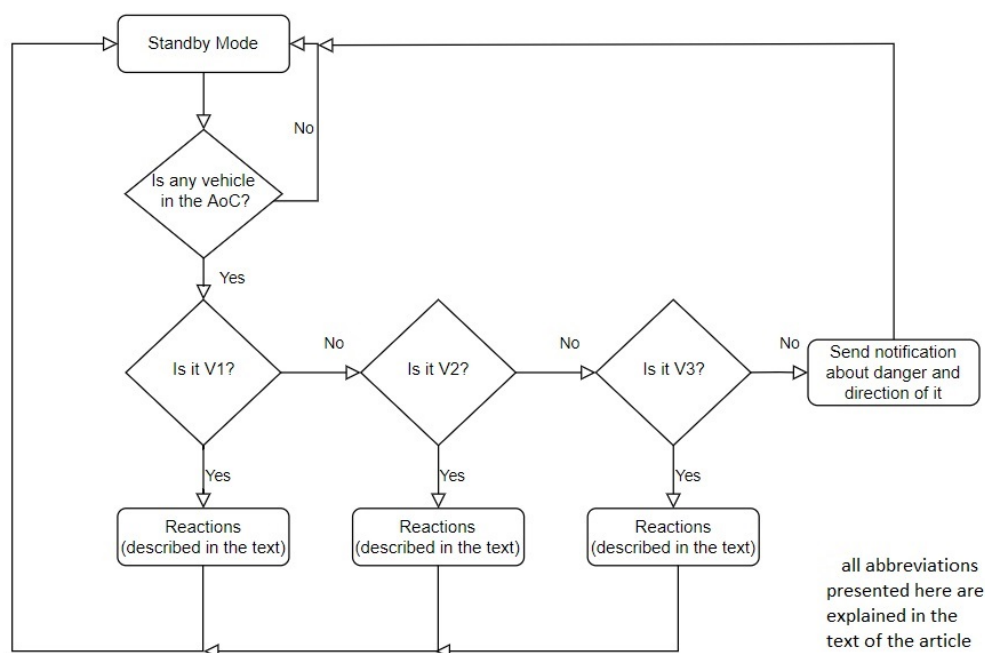 Standby Mode
No
Is any vehicle
in the AoC?
Yes
Is it V1?
No
Is it V2?
No
Is it V3?
No
Send notification
about danger and
direction of it
Yes
Yes
Yes
Reactions
(described in the text)
Reactions
(described in the text)
Reactions
(described in the text)
all abbreviations
presented here are
explained in the
text of the article